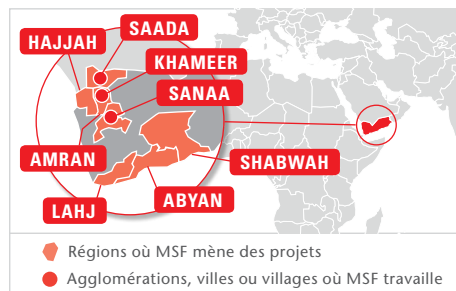 SAADA
HAJJAH
KHAMEER
SANAA
AMRAN
SHABWAH
ABYAN
LAHJ
Régions où MSF mène des projets
Agglomérations, villes ou villages où MSF travaille